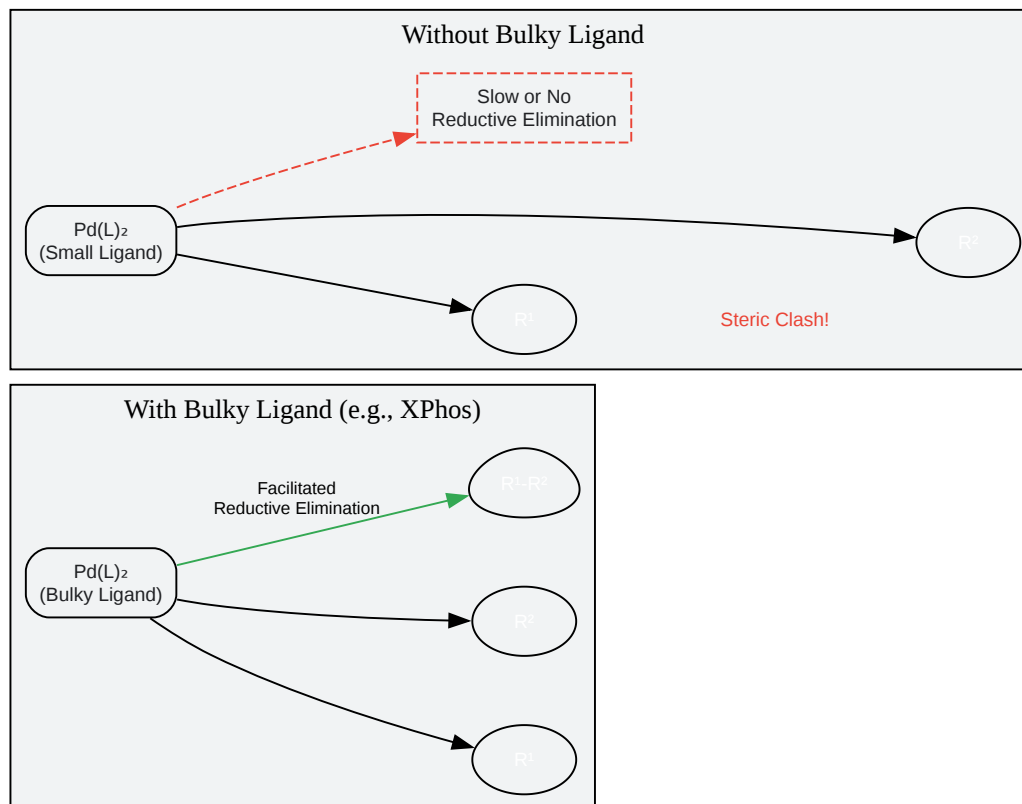 Without Bulky Ligand
Slow or No
Reductive Elimination
Pd(L)₂
(Small Ligand)
R²
R¹
Steric Clash!
With Bulky Ligand (e.g., XPhos)
R¹-R²
Facilitated
Reductive Elimination
Pd(L)₂
(Bulky Ligand)
R²
R¹